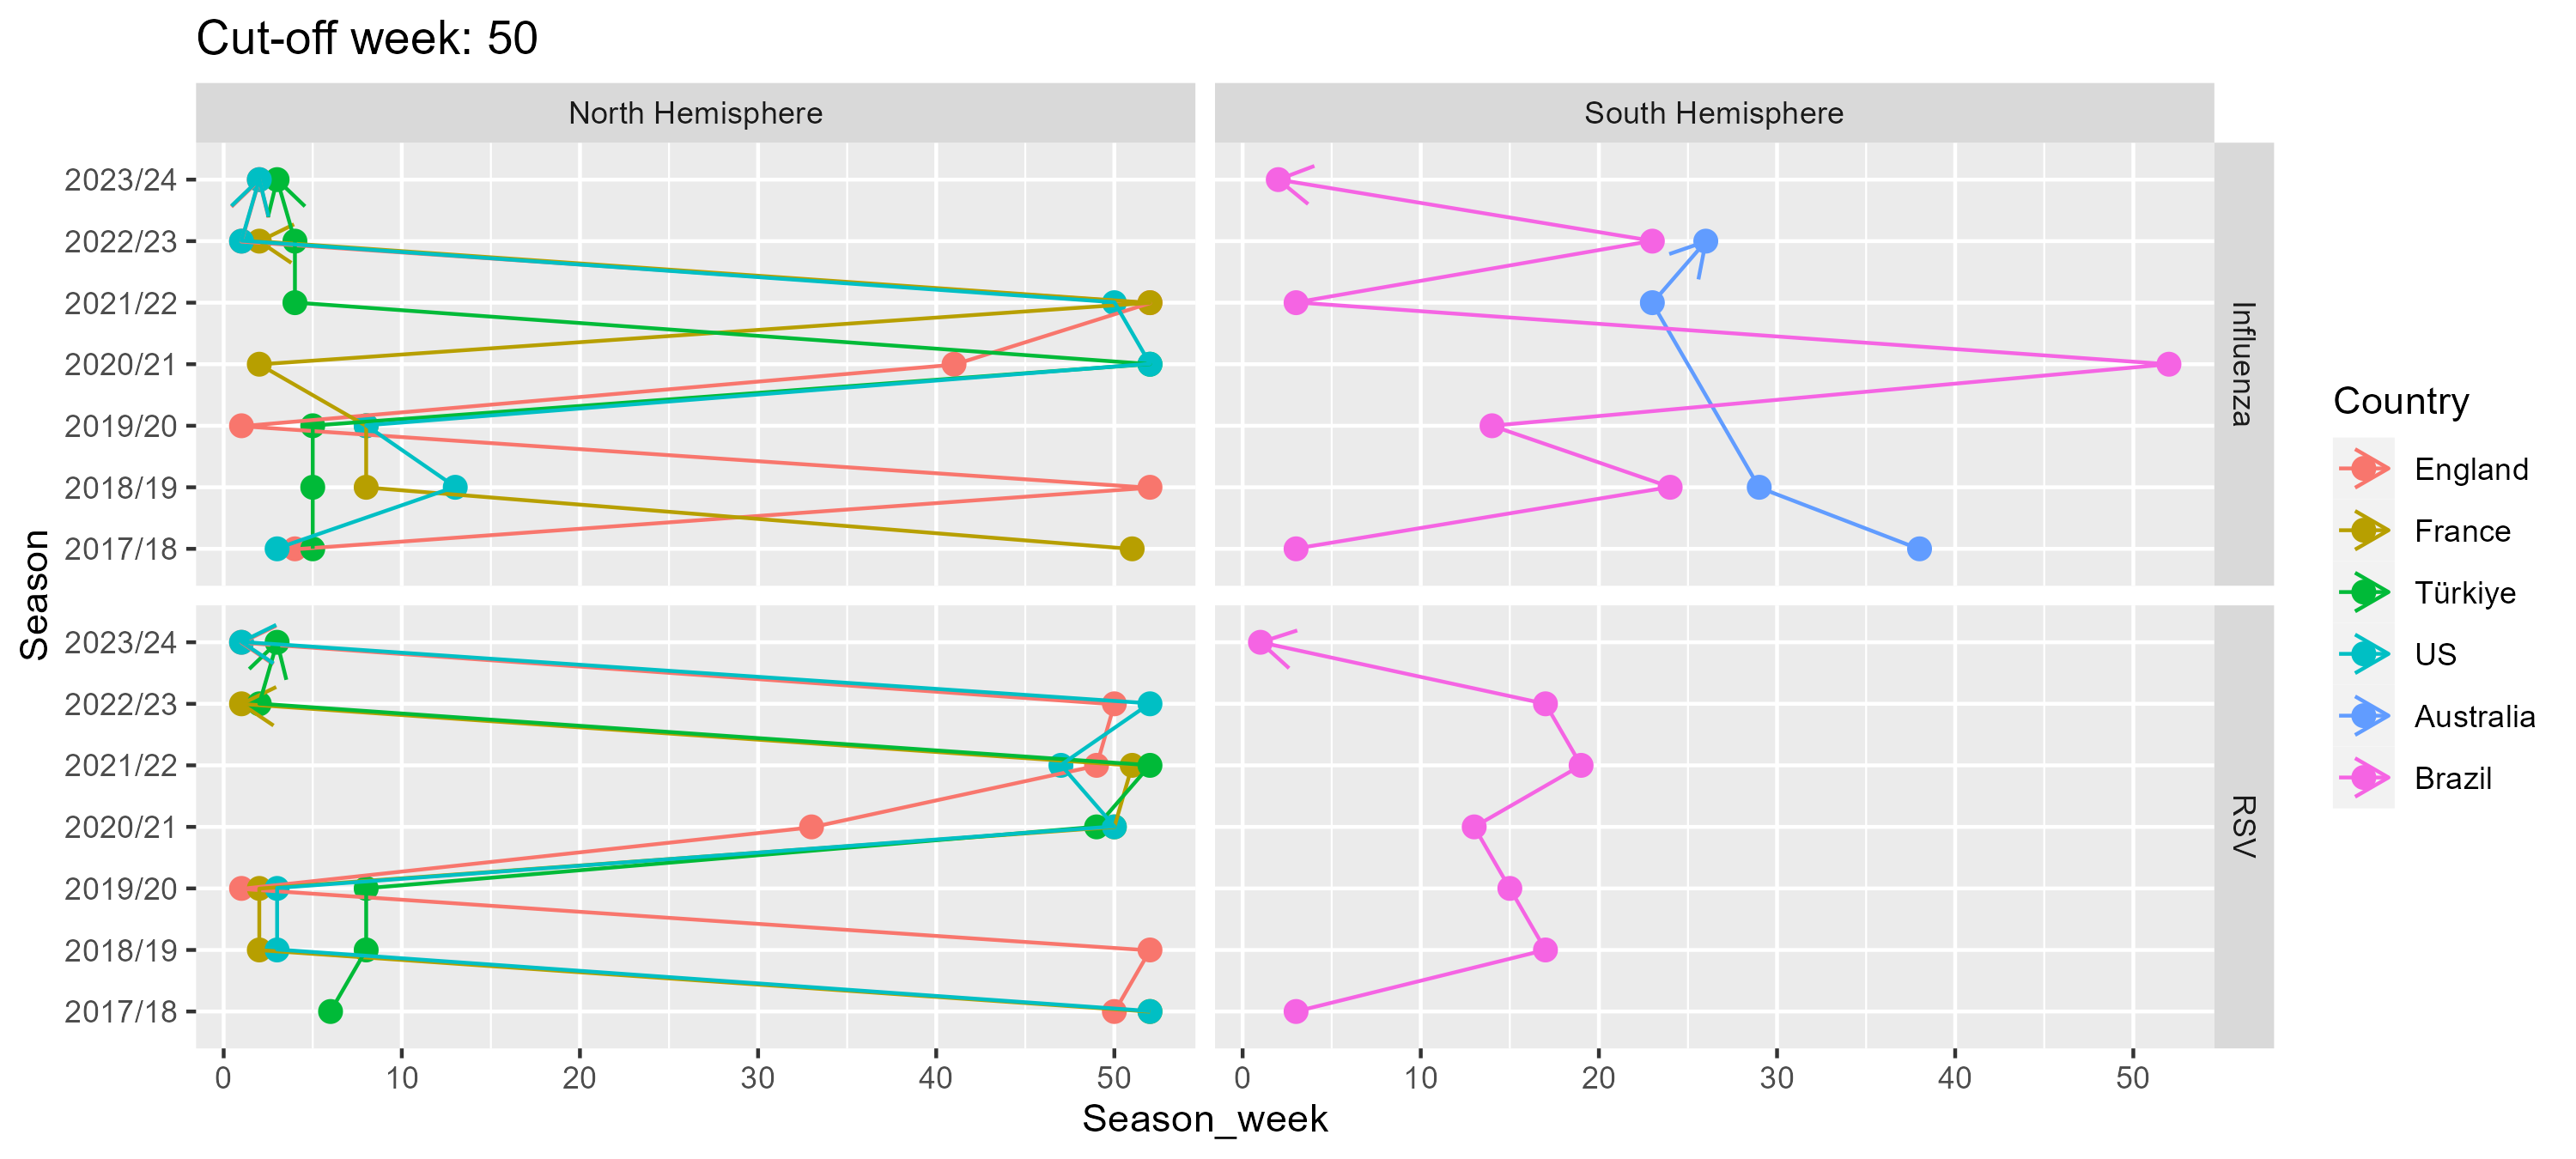 Cut-off week: 50
North Hemisphere
South Hemisphere
2023/24
2022/23
2021/22
2020/21
2019/20
2018/19
2017/18
Influenza
2023/24
2022/23
2021/22
2020/21
2019/20
2018/19
2017/18
RSV
Season
0 10 20 30 40 50
0 10 20 30 40 50
Season_week
Country
England
France
Türkiye
US
Australia
Brazil